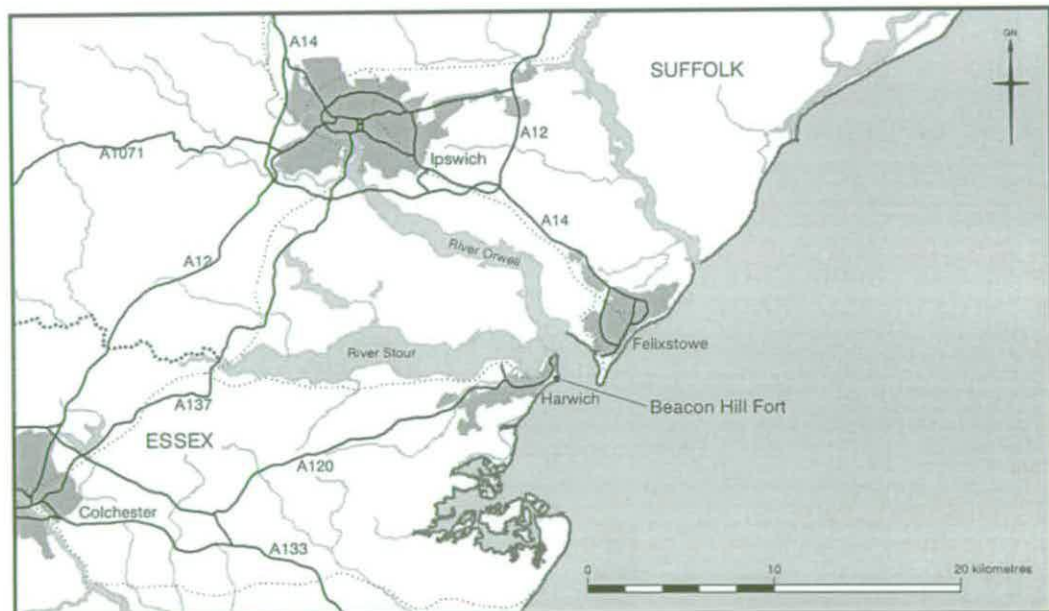 GN
A14
SUFFOLK
A12
A1071
Ipswich
A14
River Orwell
A12
River Stour
Felixstowe
Harwich
Beacon Hill Fort
A137
ESSEX
A120
Colchester
A133
0 10 20 kilometres